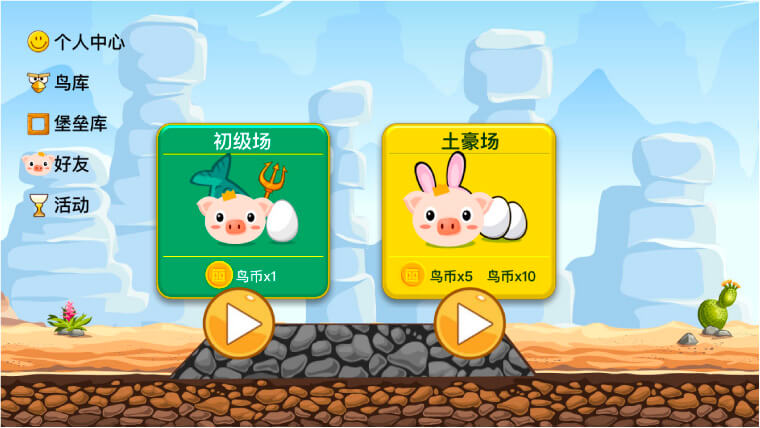 个人中心
鸟库
堡垒库
好友
活动
初级场
鸟币x1
土豪场
鸟币x5 鸟币x10